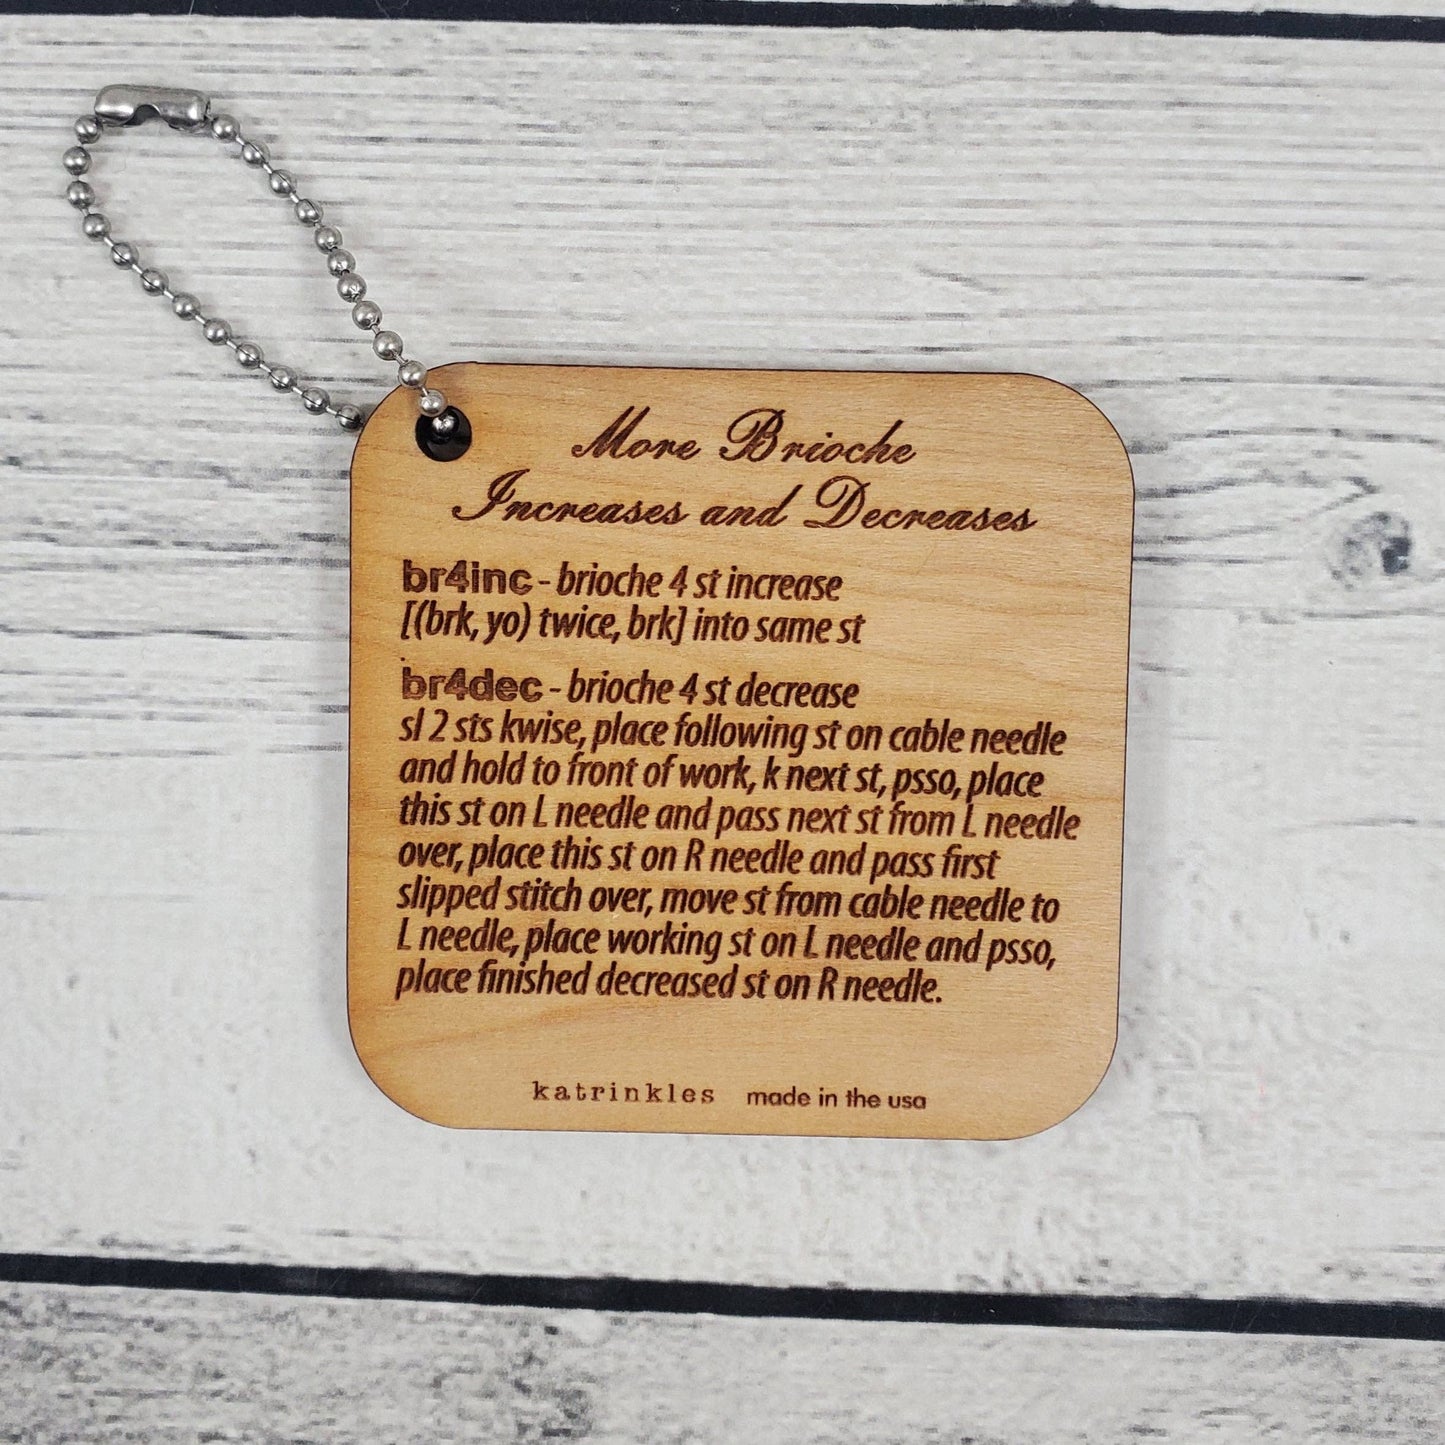 More Brioche
Increases and Decreases
br4inc - brioche 4 st increase
[(brk, yo) twice, brk] into same st
br4dec - brioche 4 st decrease
sl 2 sts kwise, place following st on cable needle
and hold to front of work, k next st, psso, place
this st on L needle and pass next st from L needle
over, place this st on R needle and pass first
slipped stitch over, move st from cable needle to
L needle, place working st on L needle and psso,
place finished decreased st on R needle.
katrinkles made in the usa